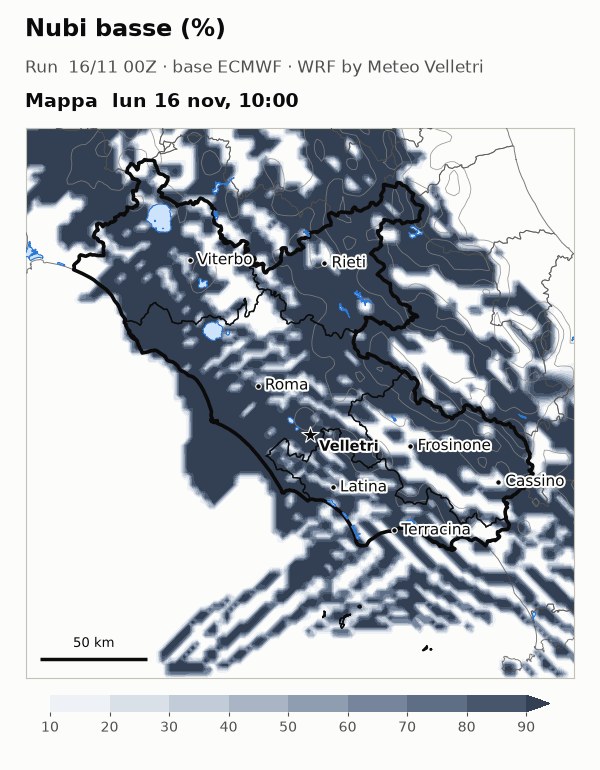 Nubi basse (%)
Run 16/11 00Z · base ECMWF · WRF by Meteo Velletri
Mappa lun 16 nov, 10:00
Viterbo
Rieti
Roma
Velletri
Frosinone
Cassino
Latina
Terracina
50 km
10 20 30 40 50 60 70 80 90